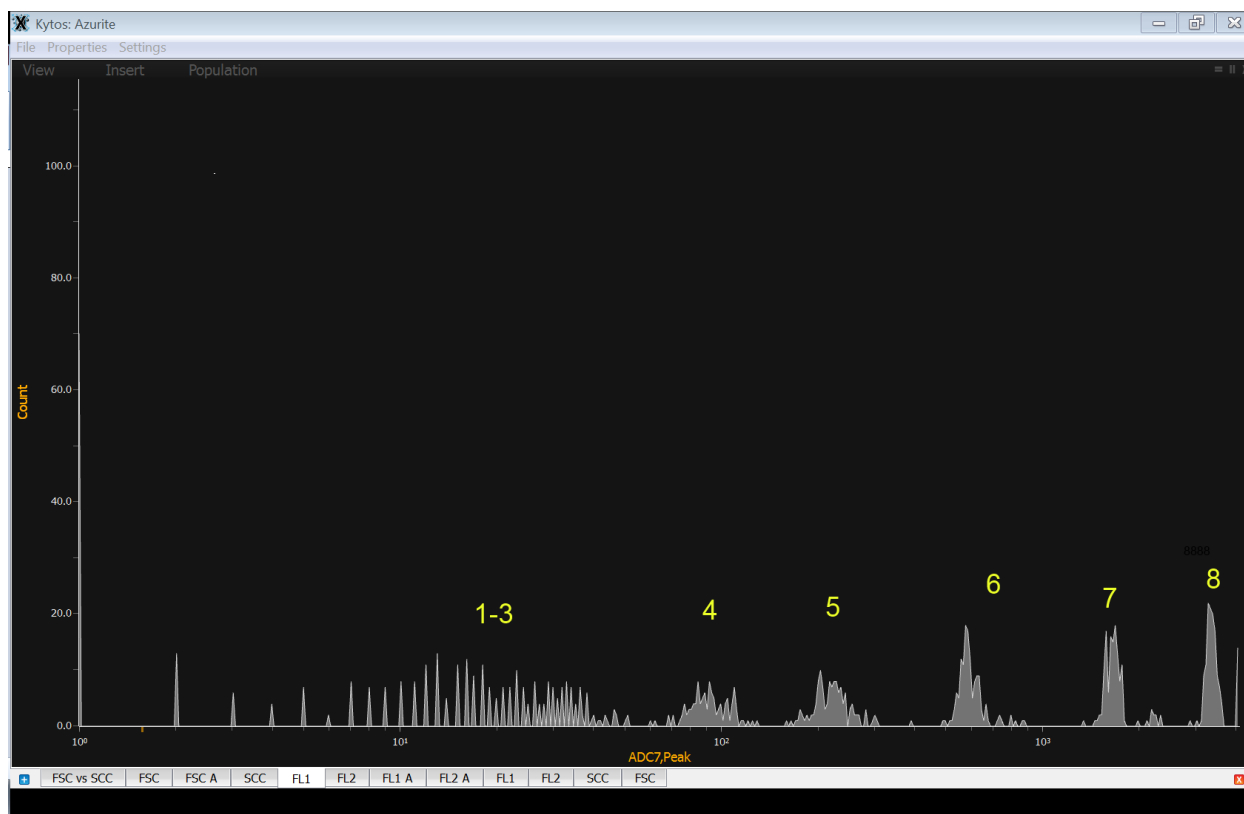 Kytos: Azurite
File Properties Settings
View Insert Population
100.0
80.0
60.0
40.0
20.0
0.0
Count
8888
1-3
4
5
6
7
8
10⁰
10¹
10²
10³
ADC7,Peak
FSC vs SCC FSC FSC A SCC FL1 FL2 FL1 A FL2 A FL1 FL2 SCC FSC